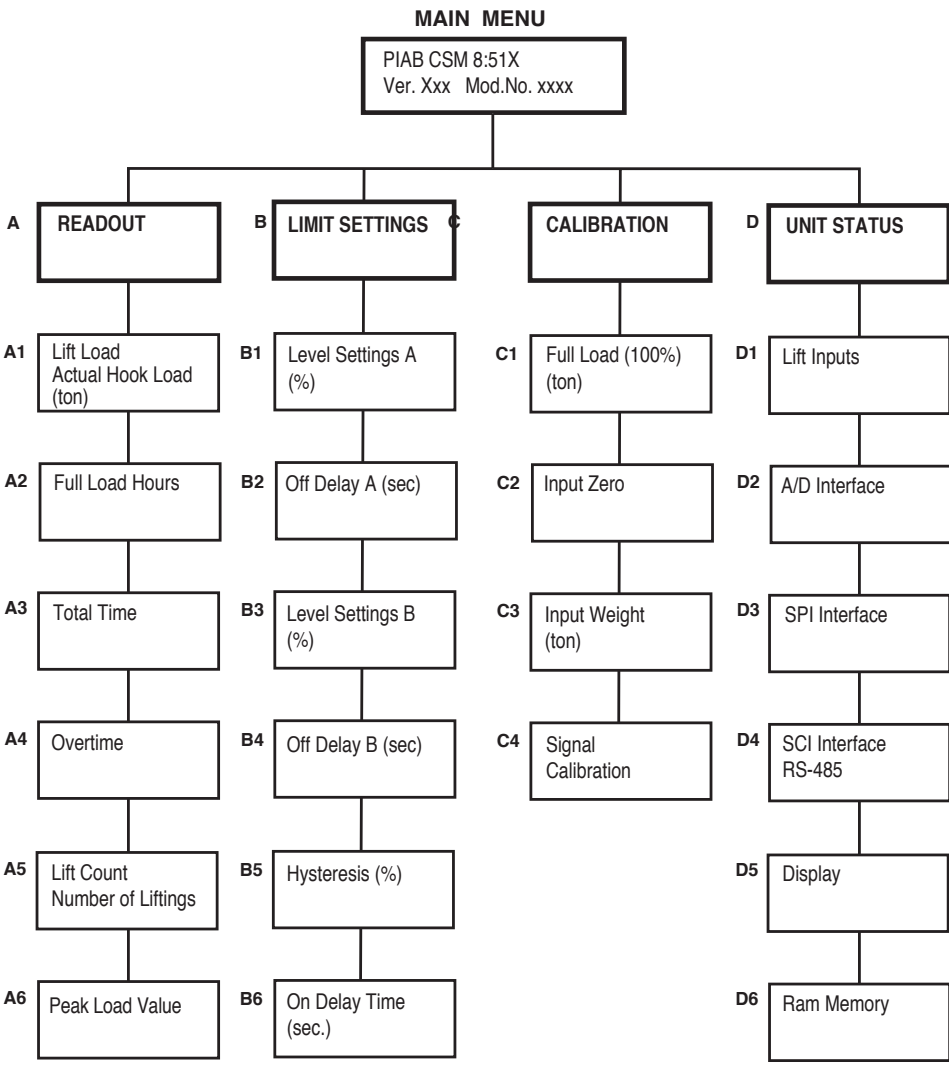 MAIN MENU
PIAB CSM 8:51X
Ver. Xxx Mod.No. xxxx
A
READOUT
B
LIMIT SETTINGS
C
CALIBRATION
D
UNIT STATUS
A1
Lift Load
Actual Hook Load
(ton)
B1
Level Settings A
(%)
C1
Full Load (100%)
(ton)
D1
Lift Inputs
A2
Full Load Hours
B2
Off Delay A (sec)
C2
Input Zero
D2
A/D Interface
A3
Total Time
B3
Level Settings B
(%)
C3
Input Weight
(ton)
D3
SPI Interface
A4
Overtime
B4
Off Delay B (sec)
C4
Signal
Calibration
D4
SCI Interface
RS-485
A5
Lift Count
Number of Liftings
B5
Hysteresis (%)
D5
Display
A6
Peak Load Value
B6
On Delay Time
(sec.)
D6
Ram Memory